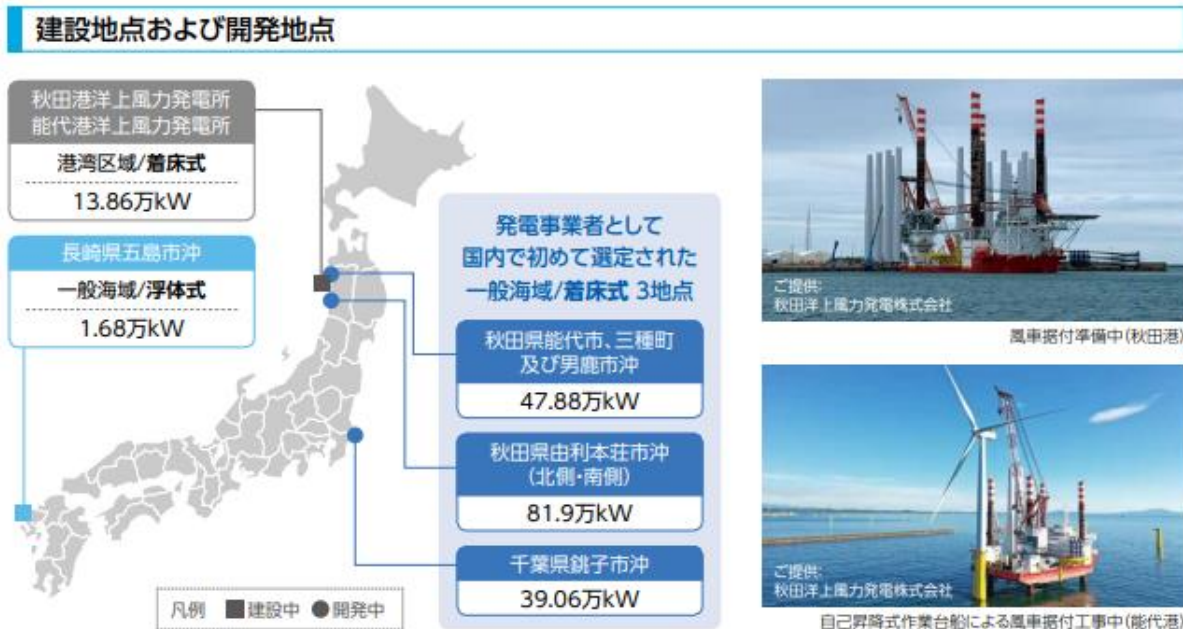 建設地点および開発地点
秋田港洋上風力発電所
能代港洋上風力発電所
港湾区域/着床式
13.86万kW
長崎県五島市沖
一般海域/浮体式
1.68万kW
発電事業者として
国内で初めて選定された
一般海域/着床式 3地点
秋田県能代市、三種町
及び男鹿市沖
47.88万kW
秋田県由利本荘市沖
(北側・南側)
81.9万kW
千葉県銚子市沖
39.06万kW
凡例 ■建設中 ●開発中
ご提供:
秋田洋上風力発電株式会社
風車据付準備中(秋田港)
ご提供:
秋田洋上風力発電株式会社
自己昇降式作業台船による風車据付工事中(能代港)